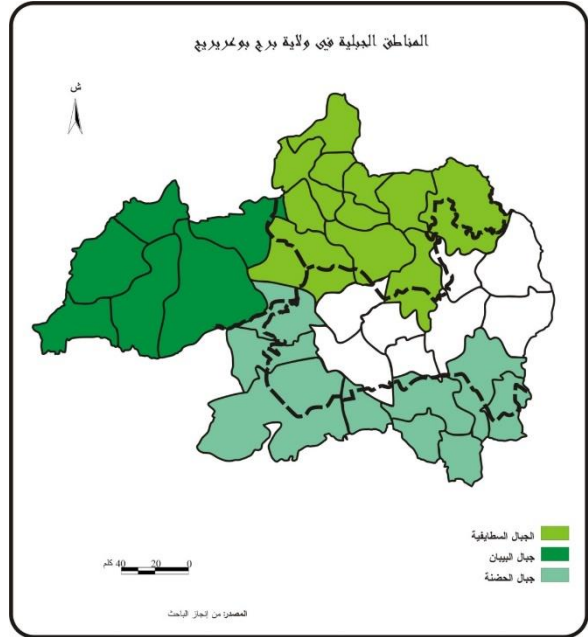 المناطق الجبلية في ولاية برج بوعريريج
ش
الجبال السطايفية
جبال البيبان
جبال الحضنة
40 20 0 كلم
المصدر: من إنجاز الباحث